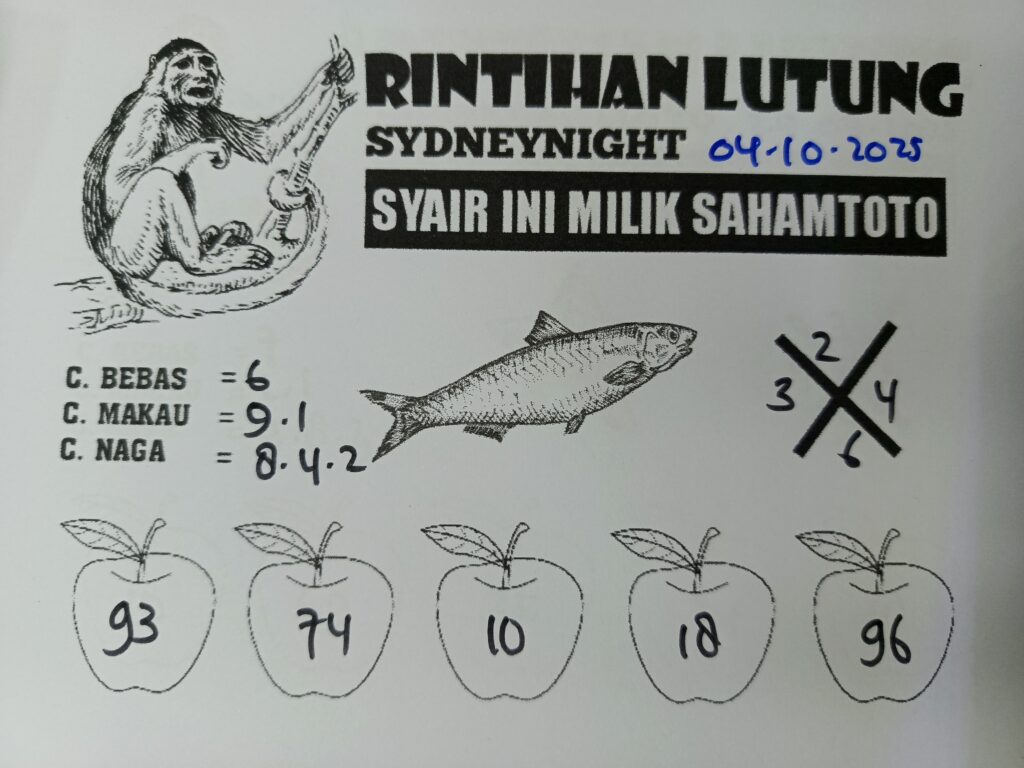 RINTIHAN LUTUNG
SYDNEYNIGHT 04.10.2025
SYAIR INI MILIK SAHAMTOTO
C. BEBAS = 6
C. MAKAU = 9.1
C. NAGA = 8.4.2
2
3 4
6
93 74 10 18 96